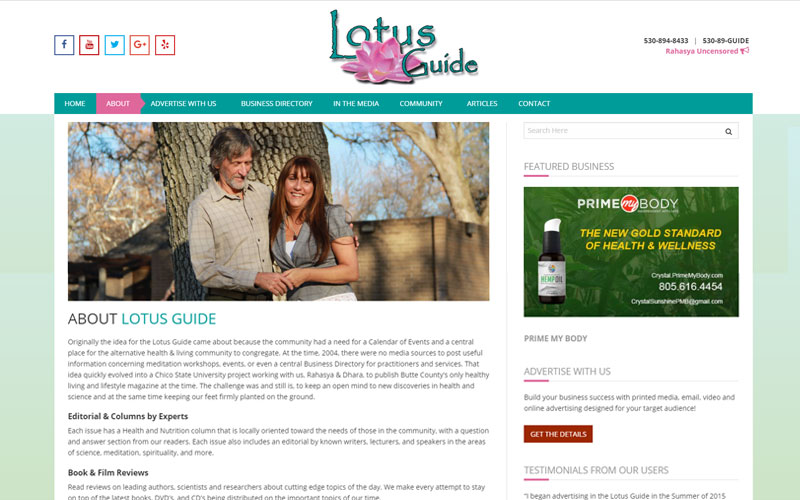 Lotus
Guide
530-894-8433 | 530-89-GUIDE
Rahasya Uncensored
HOME ABOUT ADVERTISE WITH US BUSINESS DIRECTORY IN THE MEDIA COMMUNITY ARTICLES CONTACT
ABOUT LOTUS GUIDE
Originally the idea for the Lotus Guide came about because the community had a need for a Calendar of Events and a central
place for the alternative health & living community to congregate. At the time, 2004, there were no media sources to post useful
information concerning meditation workshops, events, or even a central Business Directory for practitioners and services. That
idea quickly evolved into a Chico State University project working with us, Rahasya & Dhara, to publish Butte County's only healthy
living and lifestyle magazine at the time. The challenge was and still is, to keep an open mind to new discoveries in health and
science and at the same time keeping our feet firmly planted on the ground.
Editorial & Columns by Experts
Each issue has a Health and Nutrition column that is locally oriented toward the needs of those in the community, with a question
and answer section from our readers. Each issue also includes an editorial by known writers, lecturers, and speakers in the areas
of science, meditation, spirituality, and more.
Book & Film Reviews
Read reviews on leading authors, scientists and researchers about cutting edge topics of the day. We make every attempt to stay
on top of the latest books, DVD's, and CD's being distributed on the important topics of our time.
Search Here
FEATURED BUSINESS
PRIME my BODY
THE NEW GOLD STANDARD
OF HEALTH & WELLNESS
HEMP OIL
Crystal.PrimeMyBody.com
805.616.4454
CrystalSunshinePMB@gmail.com
PRIME MY BODY
ADVERTISE WITH US
Build your business success with printed media, email, video and
online advertising designed for your target audience!
GET THE DETAILS
TESTIMONIALS FROM OUR USERS
"I began advertising in the Lotus Guide in the Summer of 2015